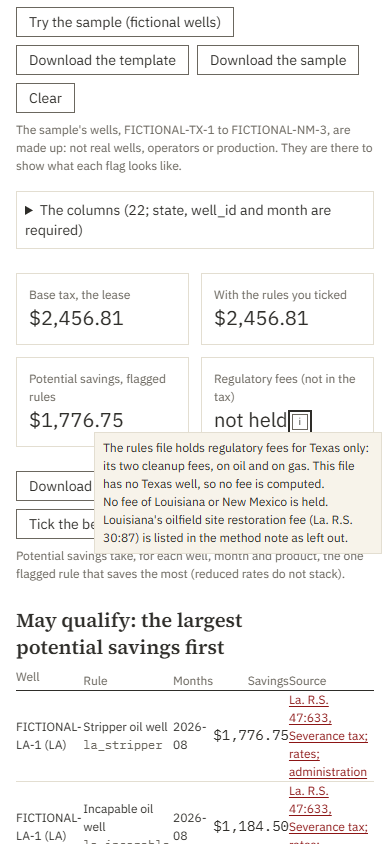 Try the sample (fictional wells)
Download the template
Download the sample
Clear
The sample's wells, FICTIONAL-TX-1 to FICTIONAL-NM-3, are
made up: not real wells, operators or production. They are there to
show what each flag looks like.
▶ The columns (22; state, well_id and month are
required)
Base tax, the lease
$2,456.81
With the rules you ticked
$2,456.81
Potential savings, flagged
rules
$1,776.75
Regulatory fees (not in the
tax)
not held i
The rules file holds regulatory fees for Texas only:
its two cleanup fees, on oil and on gas. This file
has no Texas well, so no fee is computed.
No fee of Louisiana or New Mexico is held.
Louisiana's oilfield site restoration fee (La. R.S.
30:87) is listed in the method note as left out.
Download
Tick the be
Potential savings take, for each well, month and product, the one
flagged rule that saves the most (reduced rates do not stack).
May qualify: the largest
potential savings first
Well Rule Months Savings Source
FICTIONAL-
LA-1 (LA)
Stripper oil well
la_stripper
2026-
08
$1,776.75
La. R.S.
47:633,
Severance tax;
rates;
administration
FICTIONAL-
LA-1 (LA)
Incapable oil
well
2026-
08
$1,184.50
La. R.S.
47:633,
Severance tax;